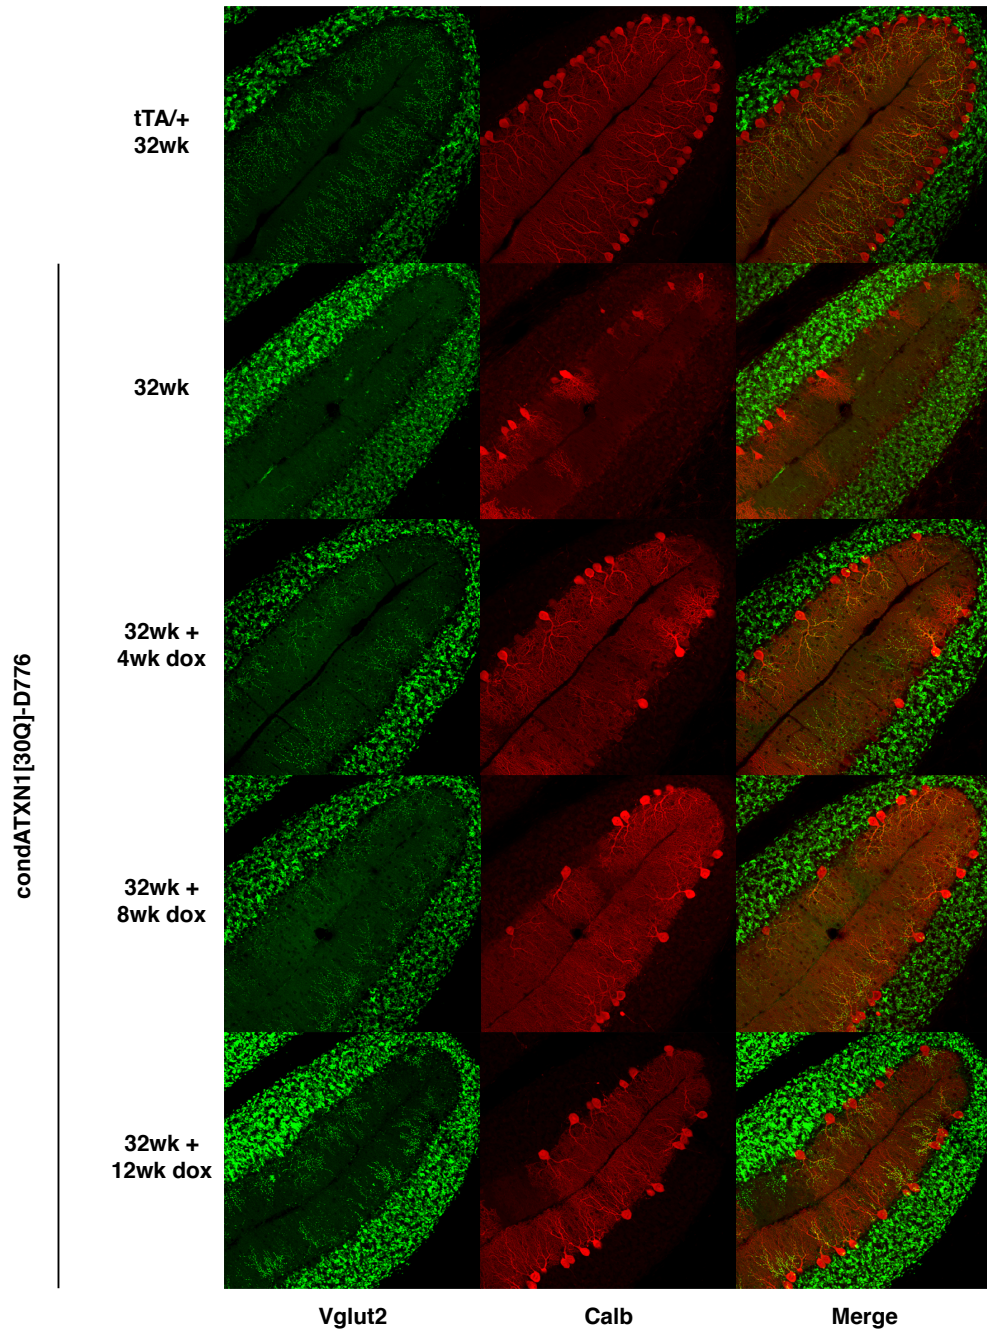 tTA/+
32wk
condATXN1[30Q]-D776
32wk
32wk +
4wk dox
32wk +
8wk dox
32wk +
12wk dox
Vglut2
Calb
Merge